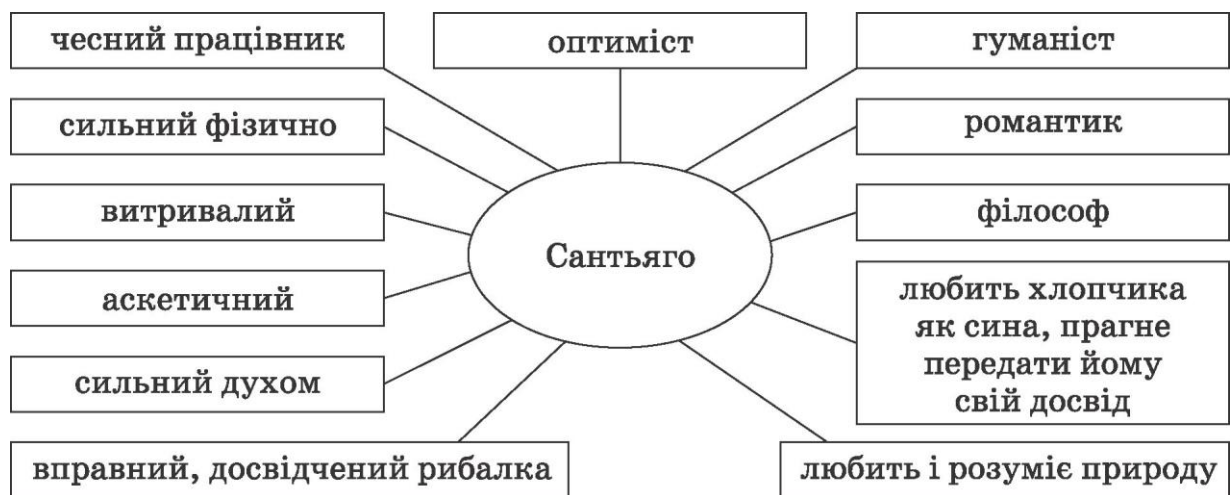 чесний працівник
оптиміст
гуманіст
сильний фізично
романтик
витривалий
філософ
Сантьяго
аскетичний
любить хлопчика
як сина, прагне
передати йому
свій досвід
сильний духом
вправний, досвідчений рибалка
любить і розуміє природу